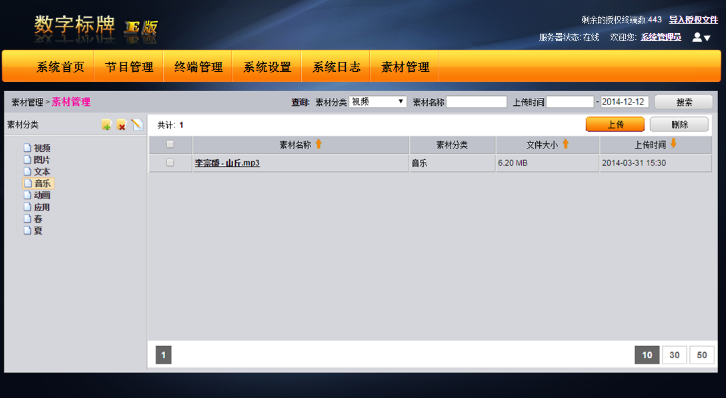 数字标牌 E版
剩余的授权终端数 443 导入授权文件
服务器状态: 在线 欢迎您: 系统管理员
系统首页 节目管理 终端管理 系统设置 系统日志 素材管理
素材管理 > 素材管理 查询: 素材分类 视频 素材名称 上传时间 - 2014-12-12 搜索
素材分类 共计: 1 上传 删除
素材名称 素材分类 文件大小 上传时间
李宗盛 - 山丘.mp3 音乐 6.20 MB 2014-03-31 15:30
视频
图片
文本
音乐
动画
应用
春
夏
1 10 30 50